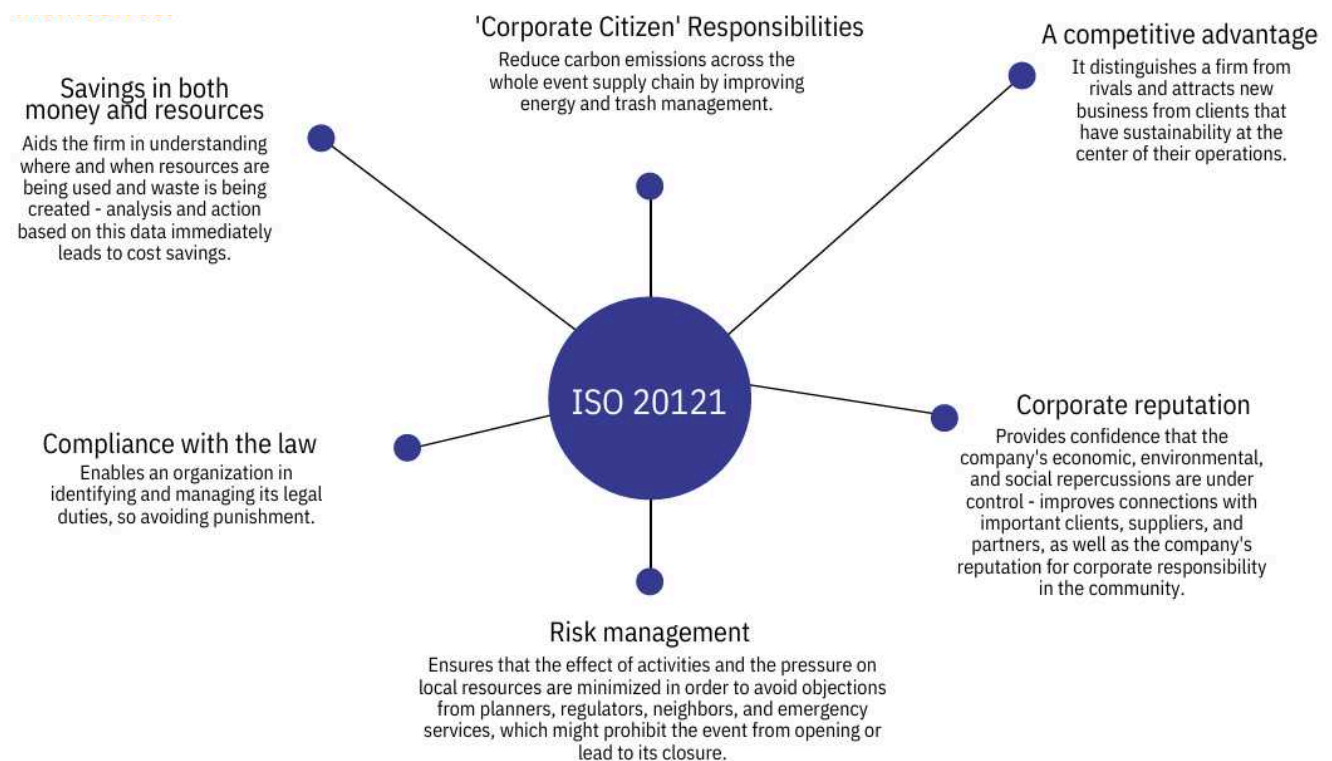 'Corporate Citizen' Responsibilities
Reduce carbon emissions across the
whole event supply chain by improving
energy and trash management.
A competitive advantage
It distinguishes a firm from
rivals and attracts new
business from clients that
have sustainability at the
center of their operations.
Savings in both
money and resources
Aids the firm in understanding
where and when resources are
being used and waste is being
created - analysis and action
based on this data immediately
leads to cost savings.
ISO 20121
Compliance with the law
Enables an organization in
identifying and managing its legal
duties, so avoiding punishment.
Corporate reputation
Provides confidence that the
company's economic, environmental,
and social repercussions are under
control - improves connections with
important clients, suppliers, and
partners, as well as the company's
reputation for corporate responsibility
in the community.
Risk management
Ensures that the effect of activities and the pressure on
local resources are minimized in order to avoid objections
from planners, regulators, neighbors, and emergency
services, which might prohibit the event from opening or
lead to its closure.